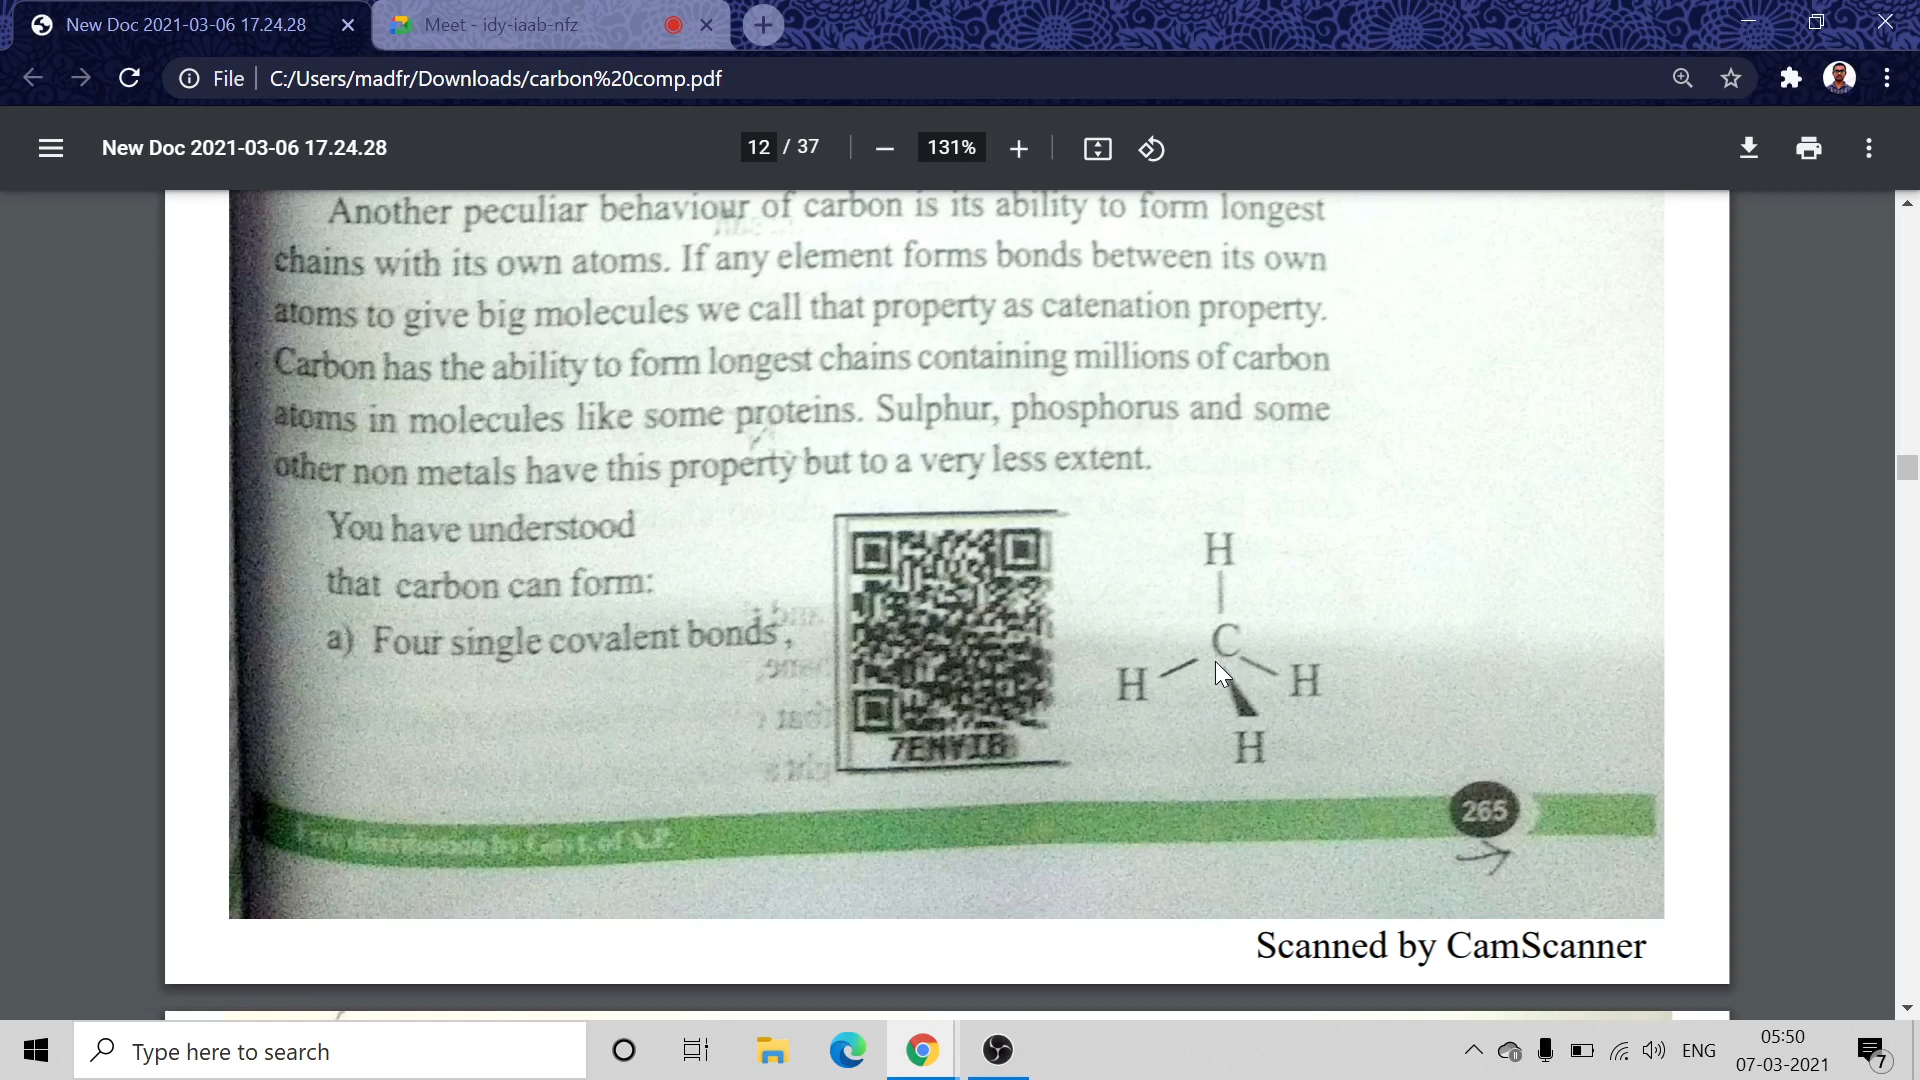 New Doc 2021-03-06 17.24.28
Meet - idy-iaab-nfz
File
C:/Users/madfr/Downloads/carbon%20comp.pdf
New Doc 2021-03-06 17.24.28
12 / 37
131%
Another peculiar behaviour of carbon is its ability to form longest
chains with its own atoms. If any element forms bonds between its own
atoms to give big molecules we call that property as catenation property.
Carbon has the ability to form longest chains containing millions of carbon
atoms in molecules like some proteins. Sulphur, phosphorus and some
other non metals have this property but to a very less extent.
You have understood
that carbon can form:
a) Four single covalent bonds,
7ENYIB
H
C
H
H
H
265
Scanned by CamScanner
Type here to search
ENG
05:50
07-03-2021
7